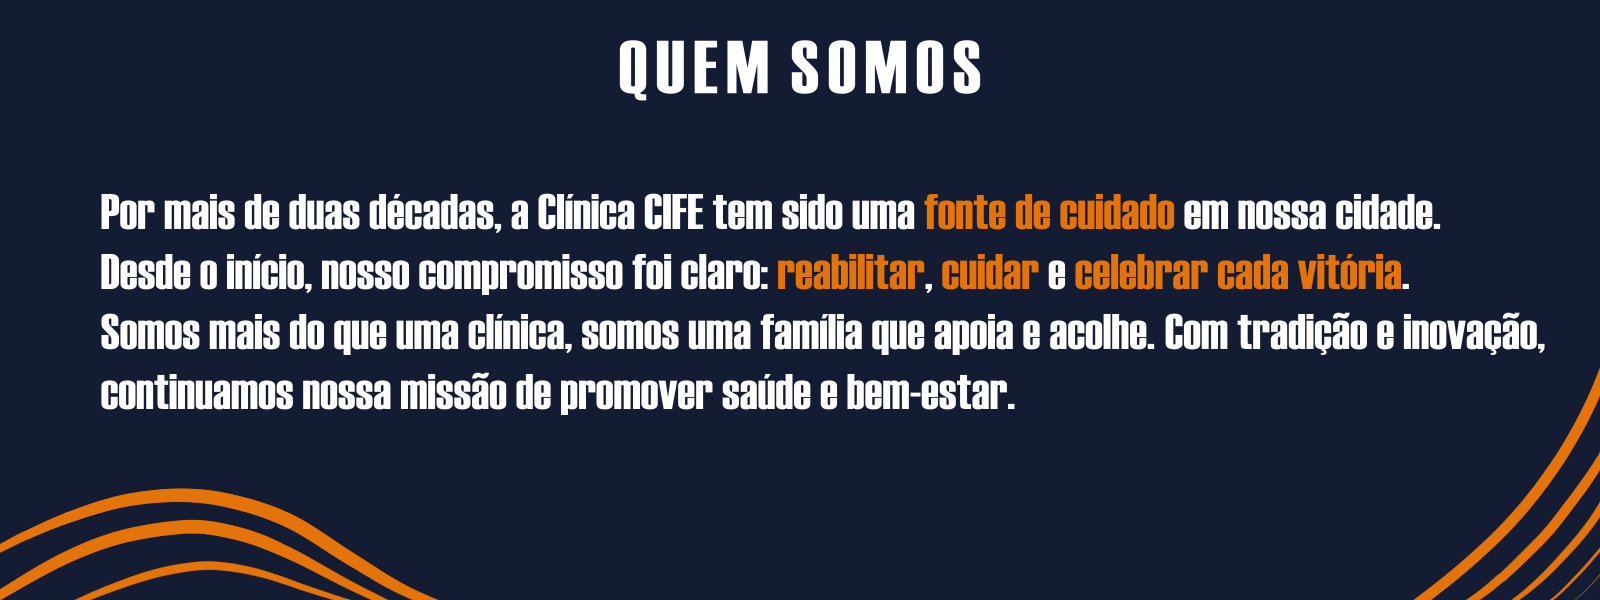 QUEM SOMOS
Por mais de duas décadas, a Clínica CIFE tem sido uma fonte de cuidado em nossa cidade.
Desde o início, nosso compromisso foi claro: reabilitar, cuidar e celebrar cada vitória.
Somos mais do que uma clínica, somos uma família que apoia e acolhe. Com tradição e inovação,
continuamos nossa missão de promover saúde e bem-estar.